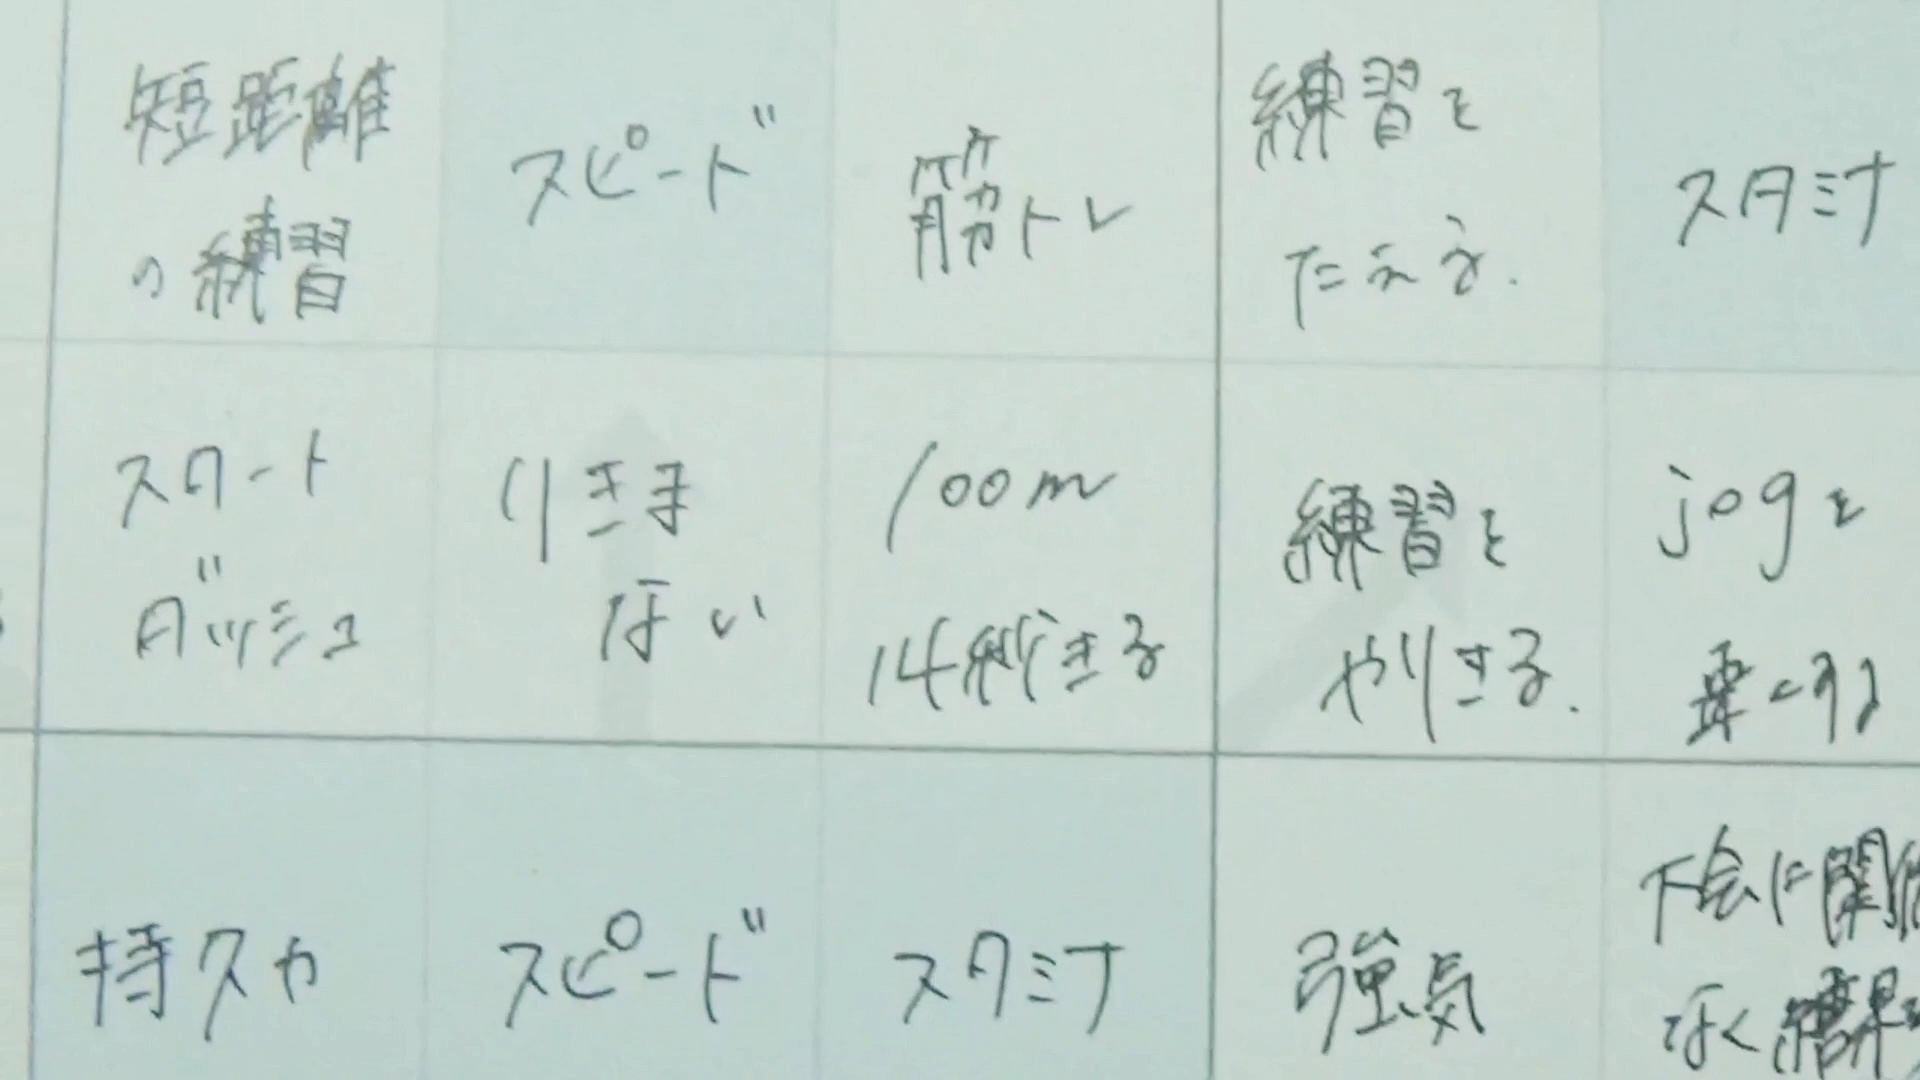 短距離
の練習
スピード
筋トレ
練習を
たえる.
スタミナ
スタート
ダッシュ
りきま
ない
100m
14秒きる
練習を
やりきる.
jogを
持久力
スピード
スタミナ
強気
大会に関係
なく練習